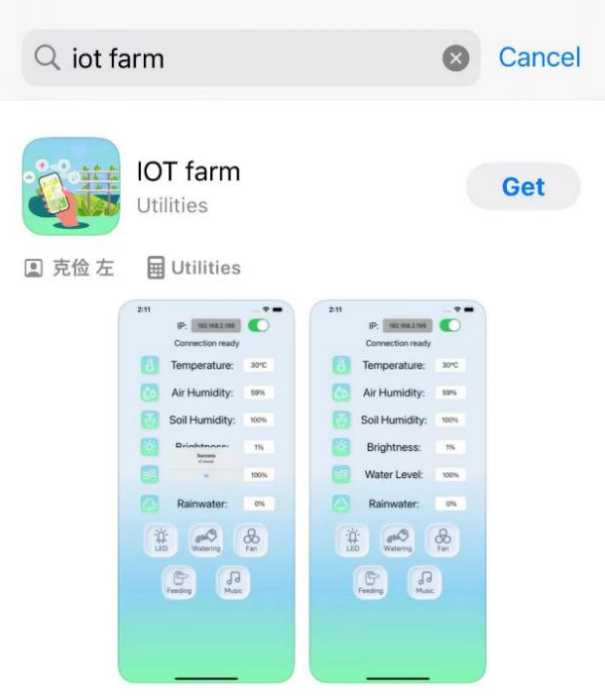 iot farm
Cancel
IOT farm
Utilities
Get
克俭 左
Utilities
2:11
IP: 192.168.2.198
Connection ready
Temperature: 30°C
Air Humidity: 59%
Soil Humidity: 100%
Brightness: 1%
Success
100%
Rainwater: 0%
LED
Watering
Fan
Feeding
Music
2:11
IP: 192.168.2.198
Connection ready
Temperature: 30°C
Air Humidity: 59%
Soil Humidity: 100%
Brightness: 1%
Water Level: 100%
Rainwater: 0%
LED
Watering
Fan
Feeding
Music